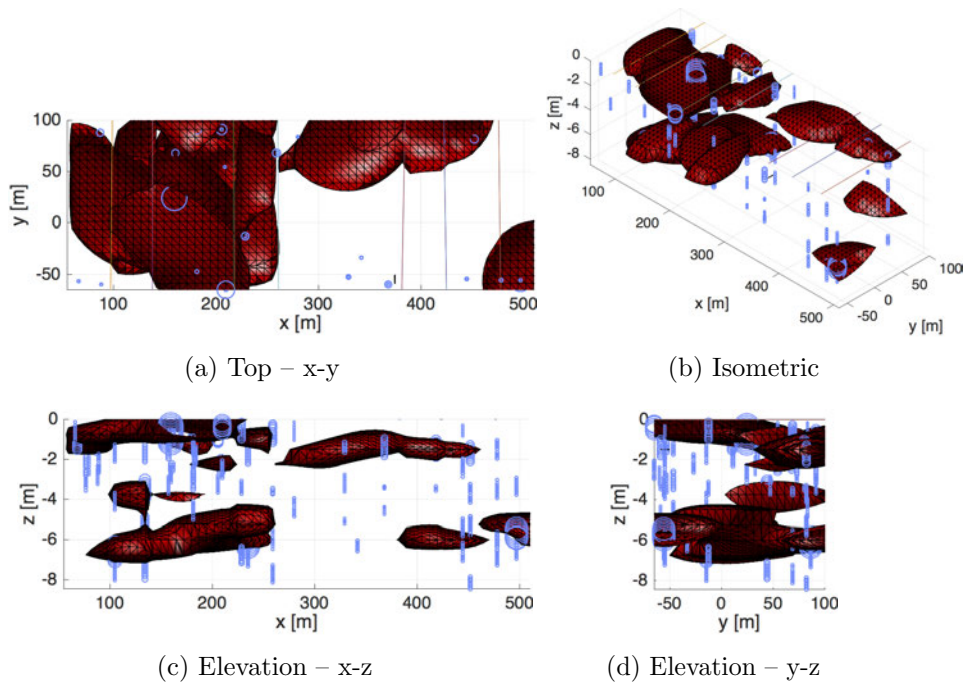 100
50
0
-50
y [m]
100 200 300 400 500
x [m]
(a) Top – x-y
0
-2
-4
-6
-8
z [m]
100
200
300
400
500
x [m]
-50
0
50
100
y [m]
(b) Isometric
0
-2
-4
-6
-8
z [m]
100 200 300 400 500
x [m]
(c) Elevation – x-z
0
-2
-4
-6
-8
z [m]
-50 0 50 100
y [m]
(d) Elevation – y-z